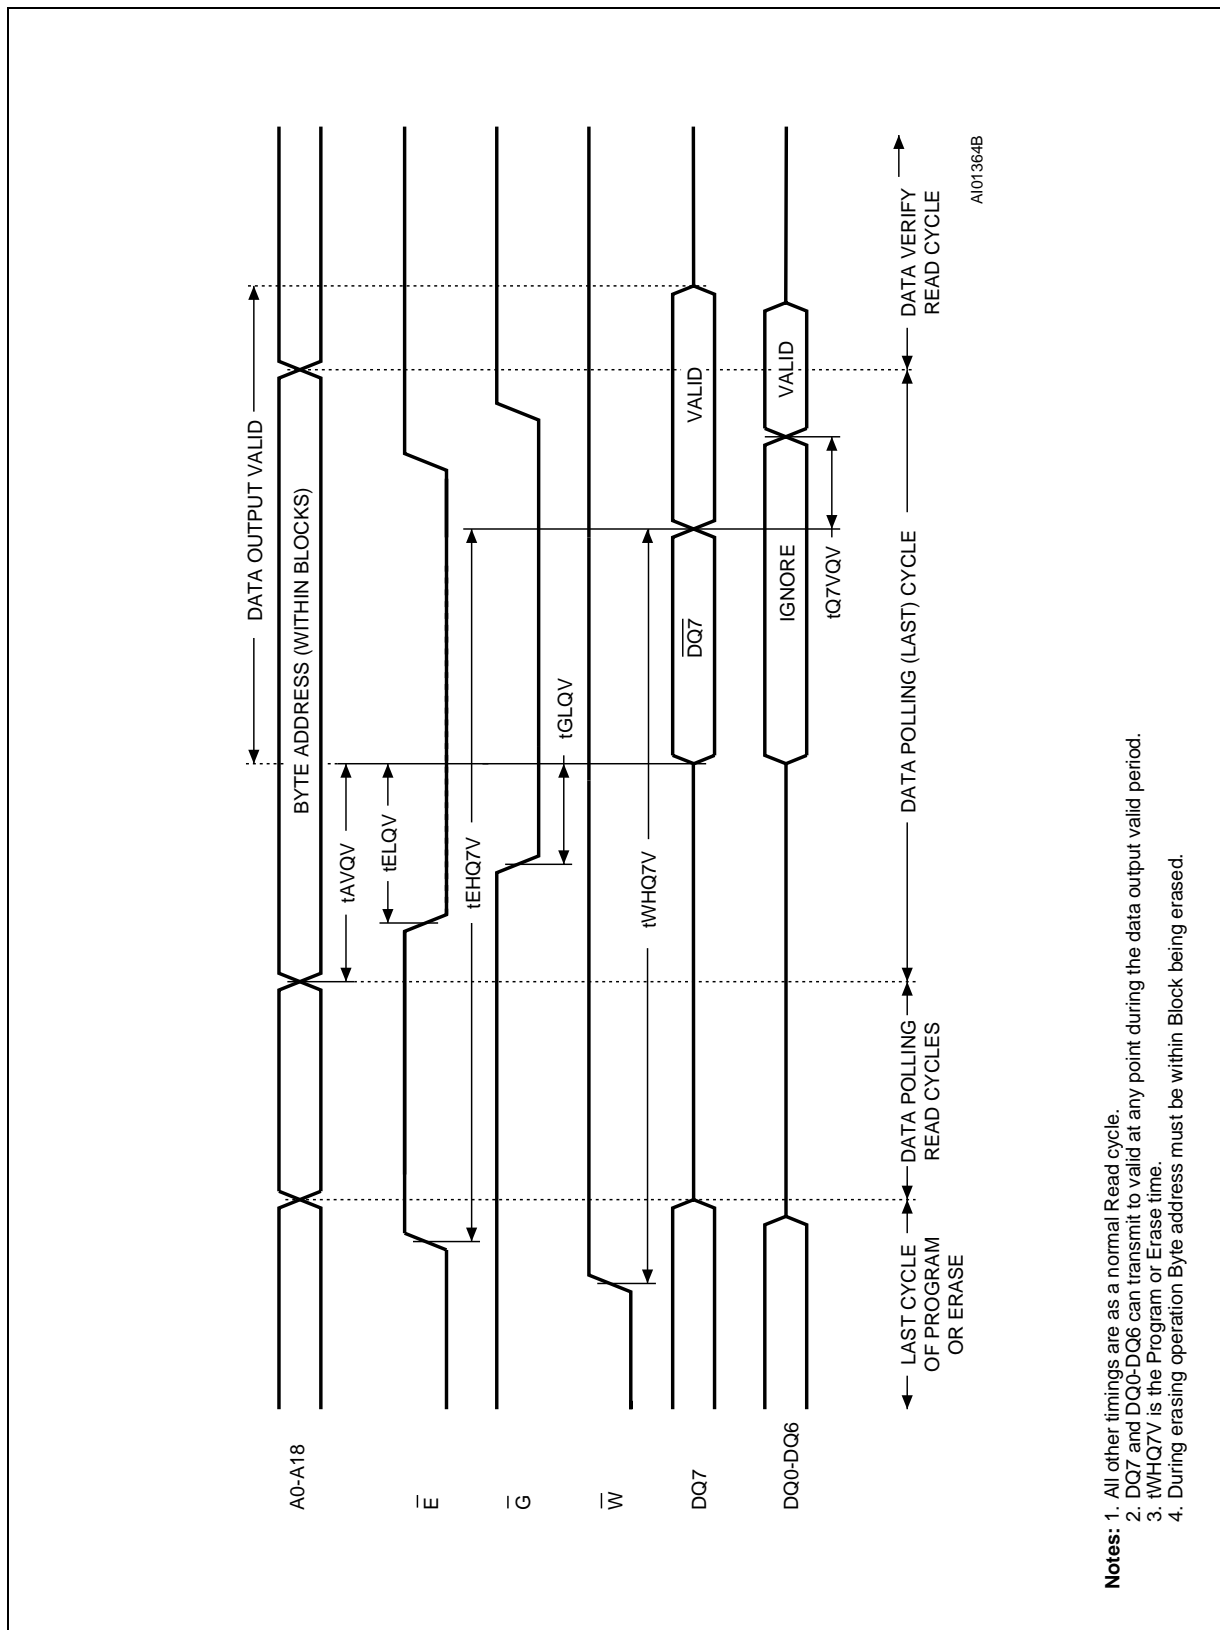 DATA OUTPUT VALID
A0-A18
BYTE ADDRESS (WITHIN BLOCKS)
tAVQV
tELQV
E̅
tEHQ7V
G̅
tGLQV
W̅
tWHQ7V
DQ7
D̅Q̅7̅
VALID
DQ0-DQ6
IGNORE
VALID
tQ7VQV
LAST CYCLE
OF PROGRAM
OR ERASE
DATA POLLING
READ CYCLES
DATA POLLING (LAST) CYCLE
DATA VERIFY
READ CYCLE
AI01364B
Notes: 1. All other timings are as a normal Read cycle.
2. DQ7 and DQ0-DQ6 can transmit to valid at any point during the data output valid period.
3. tWHQ7V is the Program or Erase time.
4. During erasing operation Byte address must be within Block being erased.